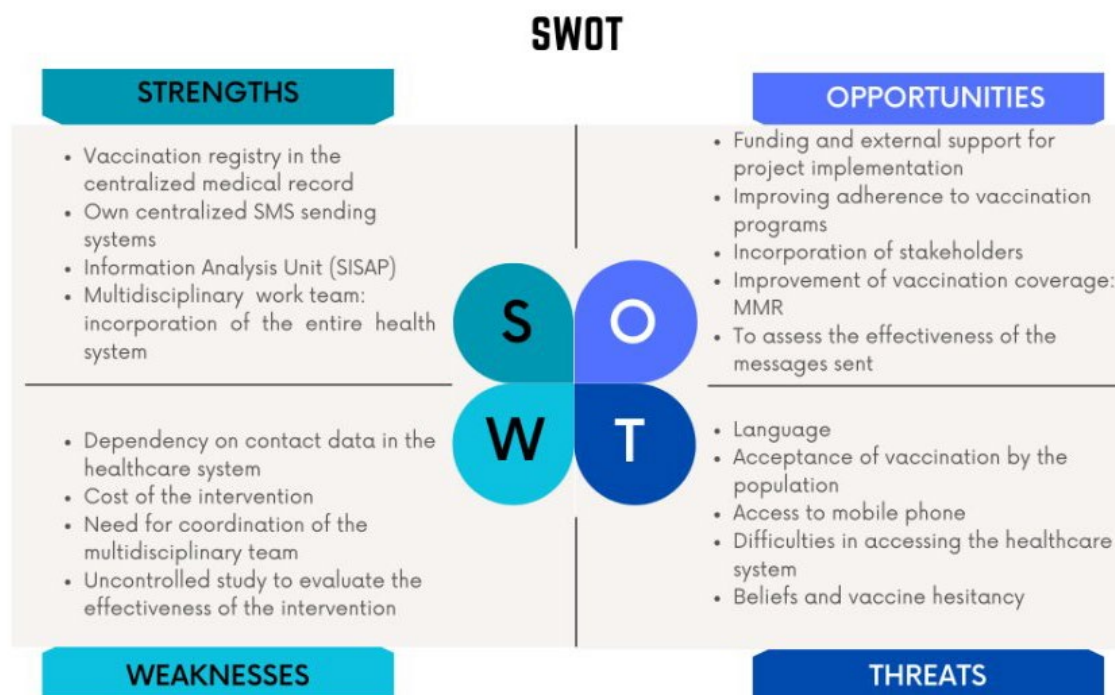 SWOT
STRENGTHS
• Vaccination registry in the
centralized medical record
• Own centralized SMS sending
systems
• Information Analysis Unit (SISAP)
• Multidisciplinary work team:
incorporation of the entire health
system
OPPORTUNITIES
• Funding and external support for
project implementation
• Improving adherence to vaccination
programs
• Incorporation of stakeholders
• Improvement of vaccination coverage:
MMR
• To assess the effectiveness of the
messages sent
S
O
W
T
• Dependency on contact data in the
healthcare system
• Cost of the intervention
• Need for coordination of the
multidisciplinary team
• Uncontrolled study to evaluate the
effectiveness of the intervention
WEAKNESSES
• Language
• Acceptance of vaccination by the
population
• Access to mobile phone
• Difficulties in accessing the healthcare
system
• Beliefs and vaccine hesitancy
THREATS